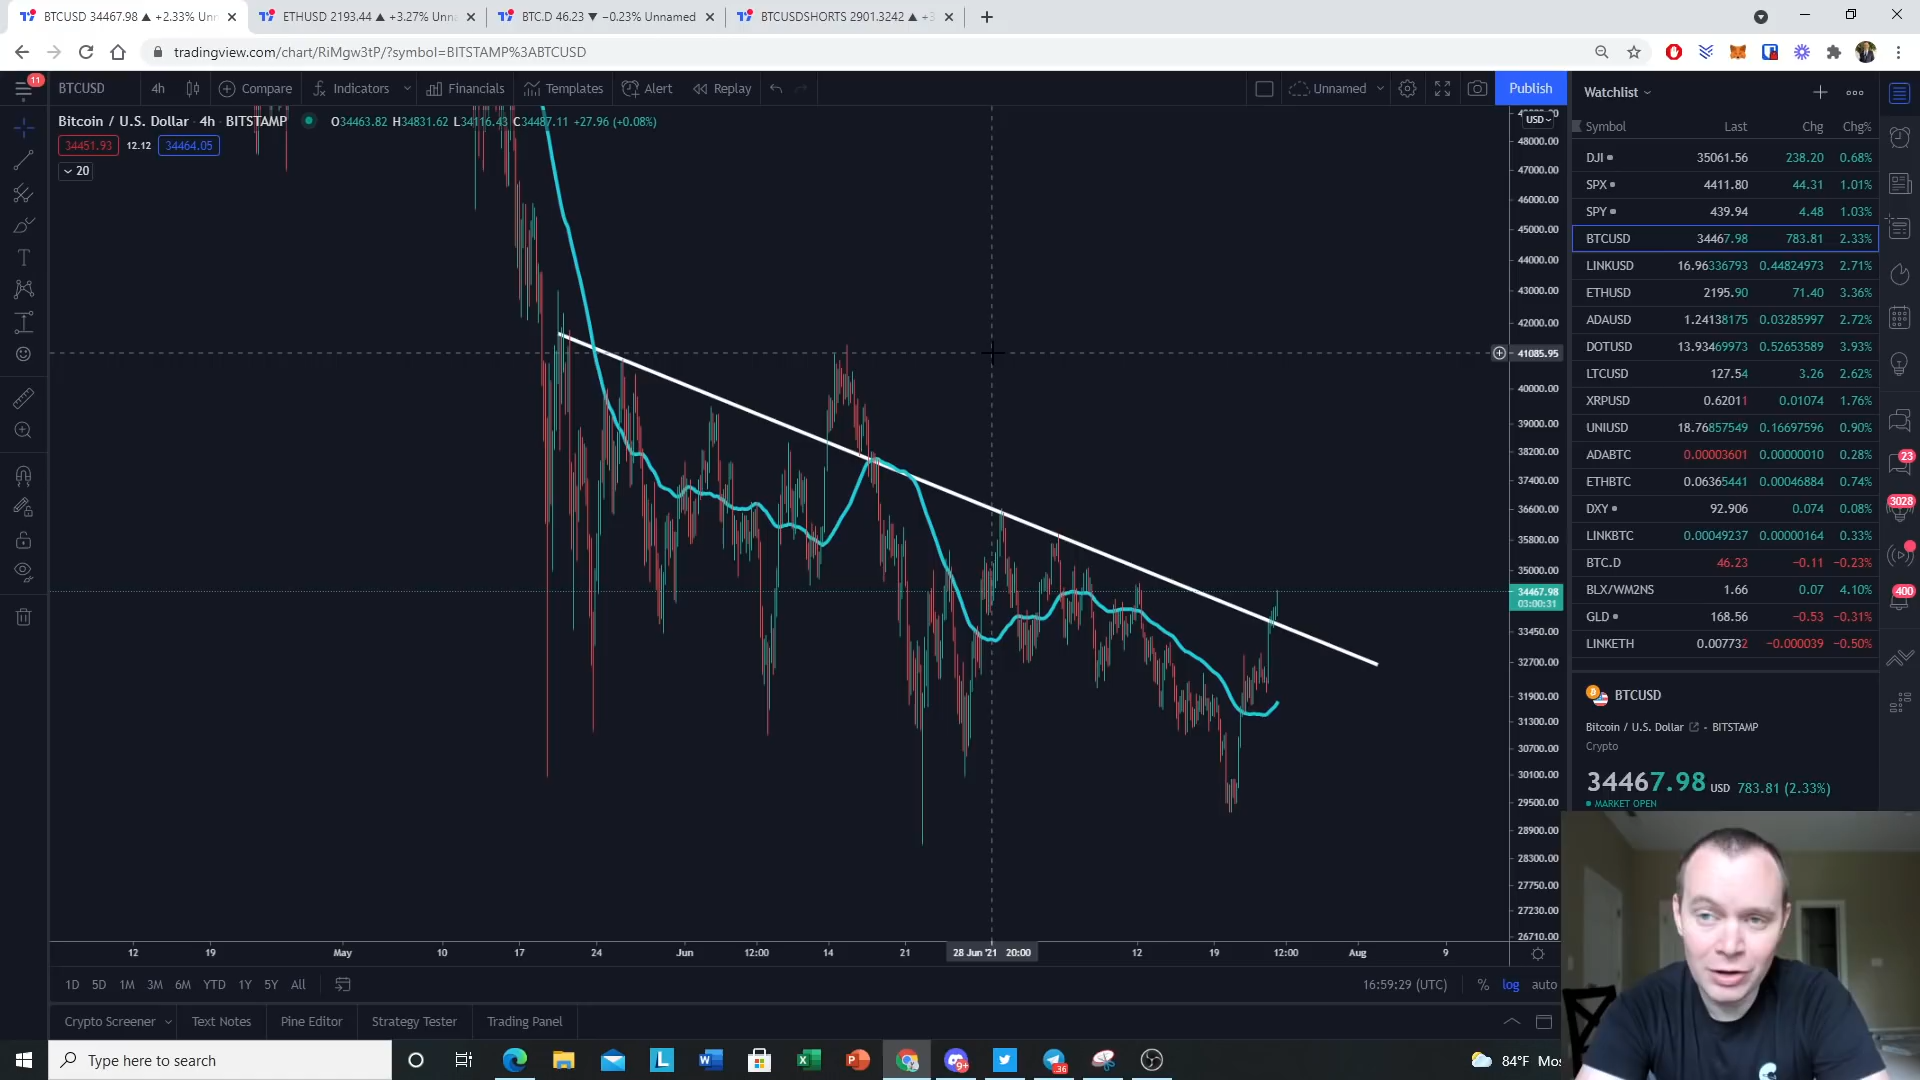 BTCUSD 34467.98 ▲ +2.33% Unn
ETHUSD 2193.44 ▲ +3.27% Unna
BTC.D 46.23 ▼ −0.23% Unnamed
BTCUSDSHORTS 2901.3242 ▲ +3
tradingview.com/chart/RiMgw3tP/?symbol=BITSTAMP%3ABTCUSD
11
BTCUSD 4h Compare Indicators Financials Templates Alert Replay Unnamed Publish
Bitcoin / U.S. Dollar 4h BITSTAMP O34463.82 H34831.62 L34116.43 C34487.11 +27.96 (+0.08%)
34451.93 12.12 34464.05
20
USD
48000.00
47000.00
46000.00
45000.00
44000.00
43000.00
42000.00
41085.95
40000.00
39000.00
38200.00
37400.00
36600.00
35800.00
35000.00
34467.98
03:00:31
33450.00
32700.00
31900.00
31300.00
30700.00
30100.00
29500.00
28900.00
28300.00
27750.00
27230.00
26710.00
12 19 May 10 17 24 Jun 12:00 14 21 28 Jun '21 20:00 12 19 12:00 Aug 9
1D 5D 1M 3M 6M YTD 1Y 5Y All 16:59:29 (UTC) % log auto
Crypto Screener Text Notes Pine Editor Strategy Tester Trading Panel
Watchlist
Symbol Last Chg Chg%
DJI 35061.56 238.20 0.68%
SPX 4411.80 44.31 1.01%
SPY 439.94 4.48 1.03%
BTCUSD 34467.98 783.81 2.33%
LINKUSD 16.96336793 0.44824973 2.71%
ETHUSD 2195.90 71.40 3.36%
ADAUSD 1.24138175 0.03285997 2.72%
DOTUSD 13.93469973 0.52653589 3.93%
LTCUSD 127.54 3.26 2.62%
XRPUSD 0.62011 0.01074 1.76%
UNIUSD 18.76857549 0.16697596 0.90%
ADABTC 0.00003601 0.00000010 0.28%
ETHBTC 0.06365441 0.00046884 0.74%
DXY 92.906 0.074 0.08%
LINKBTC 0.00049237 0.00000164 0.33%
BTC.D 46.23 −0.11 −0.23%
BLX/WM2NS 1.66 0.07 4.10%
GLD 168.56 −0.53 −0.31%
LINKETH 0.007732 −0.000039 −0.50%
23
3028
400
BTCUSD
Bitcoin / U.S. Dollar - BITSTAMP
Crypto
34467.98 USD 783.81 (2.33%)
MARKET OPEN
Type here to search
9+
36
84°F Mos